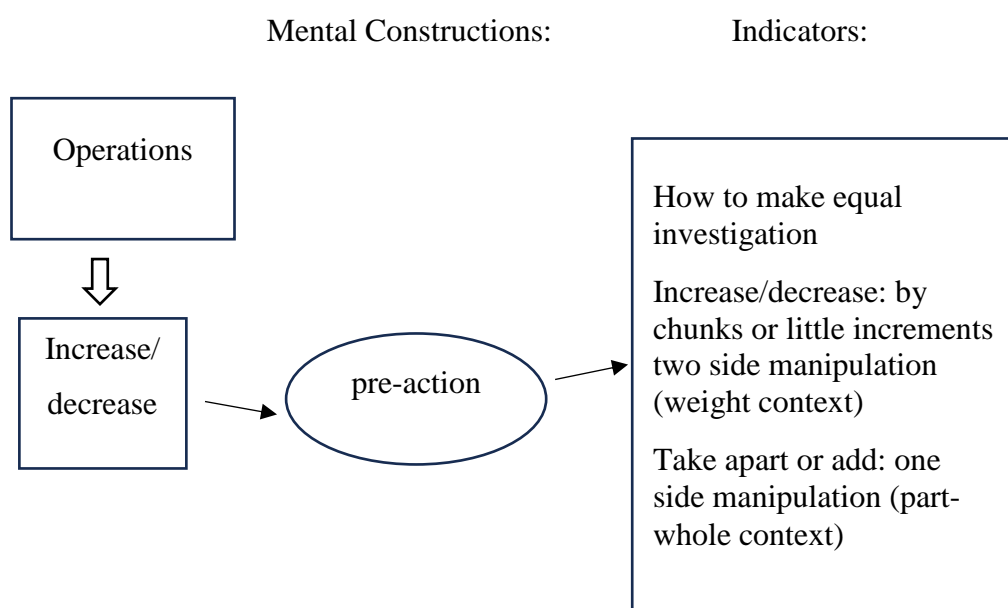 Mental Constructions:
Indicators:
Operations
Increase/
decrease
pre-action
How to make equal
investigation
Increase/decrease: by
chunks or little increments
two side manipulation
(weight context)
Take apart or add: one
side manipulation (part-
whole context)